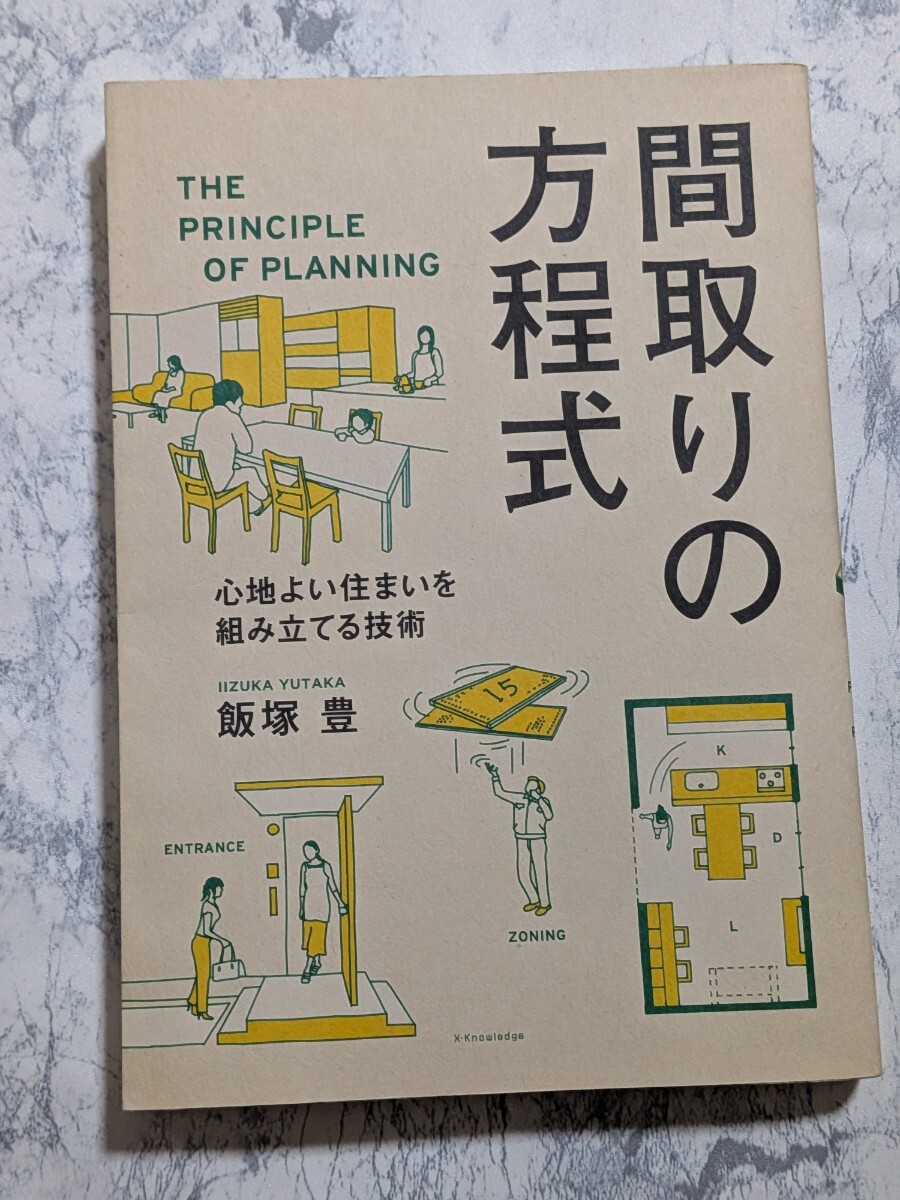 間取りの
方程式
THE
PRINCIPLE
OF PLANNING
心地よい住まいを
組み立てる技術
IIZUKA YUTAKA
飯塚 豊
15
ENTRANCE
ZONING
K
D
L
X-Knowledge